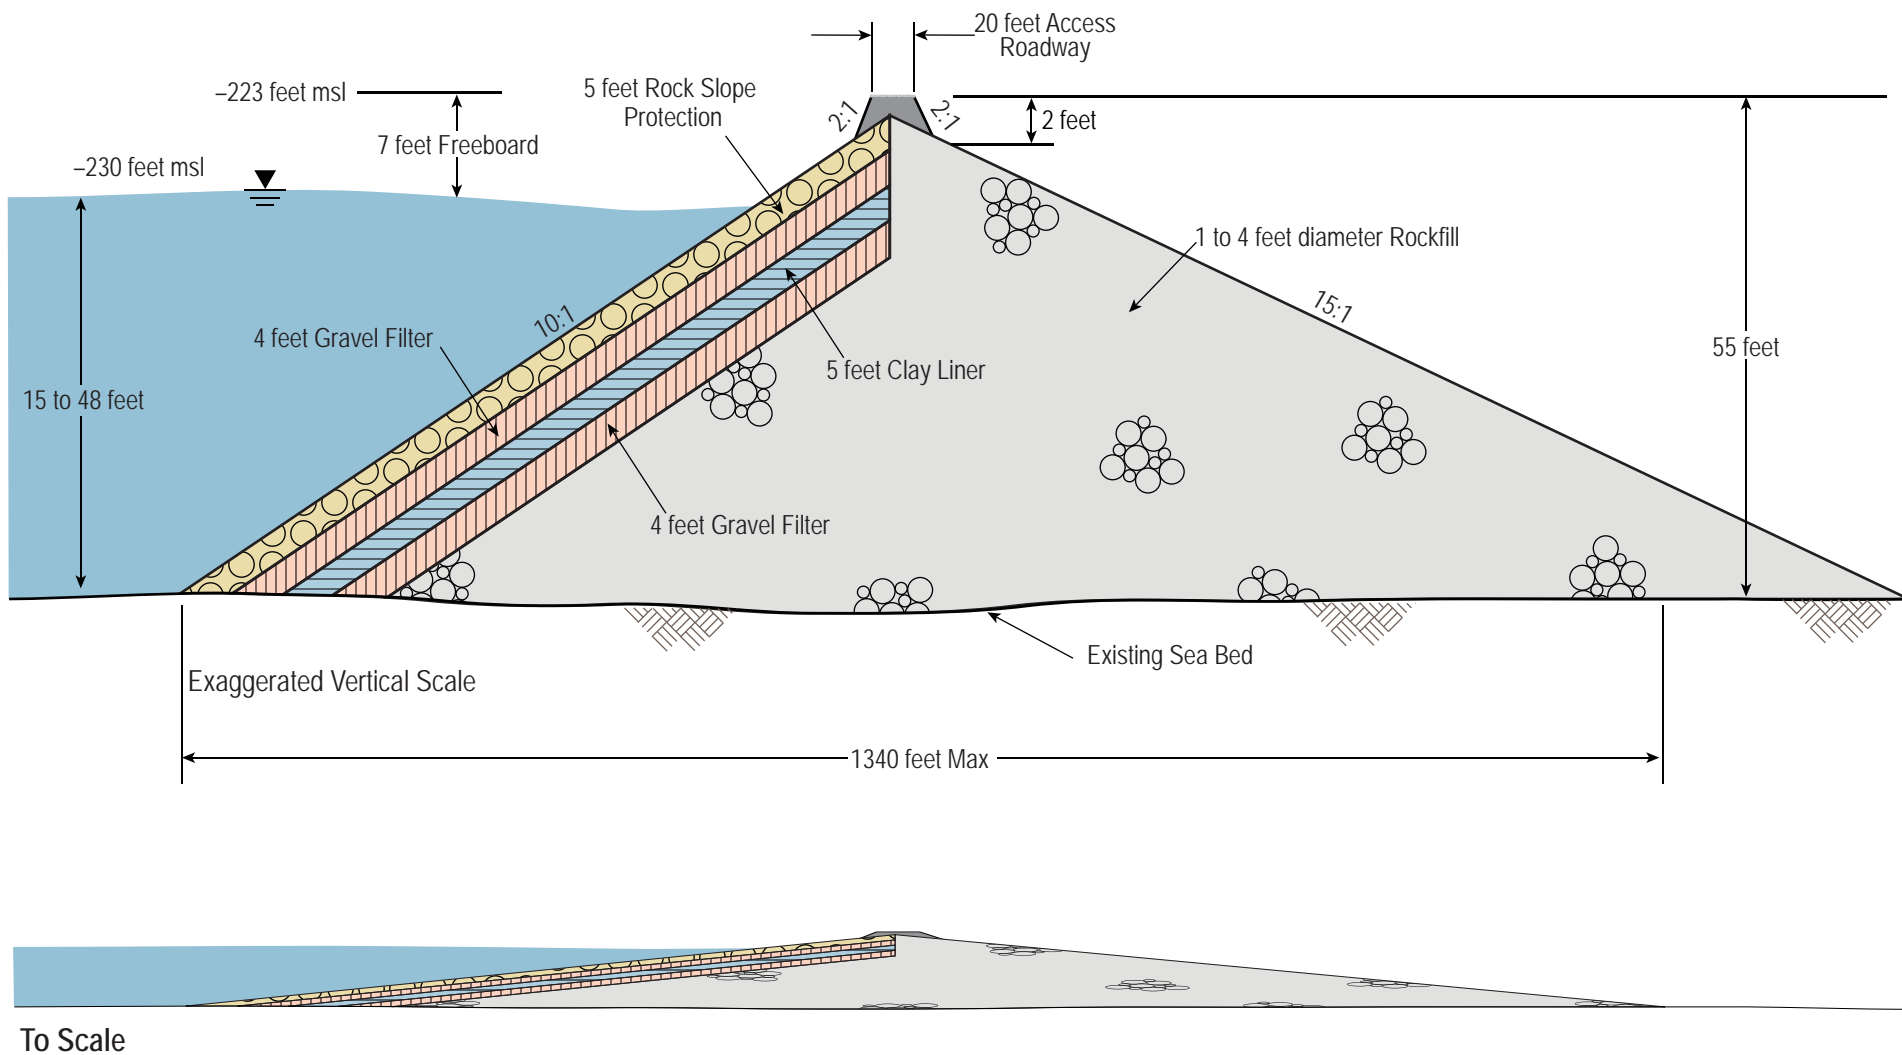 20 feet Access
Roadway
–223 feet msl
5 feet Rock Slope
Protection
2:1
2:1
2 feet
7 feet Freeboard
–230 feet msl
1 to 4 feet diameter Rockfill
10:1
15:1
4 feet Gravel Filter
55 feet
5 feet Clay Liner
15 to 48 feet
4 feet Gravel Filter
Existing Sea Bed
Exaggerated Vertical Scale
1340 feet Max
To Scale